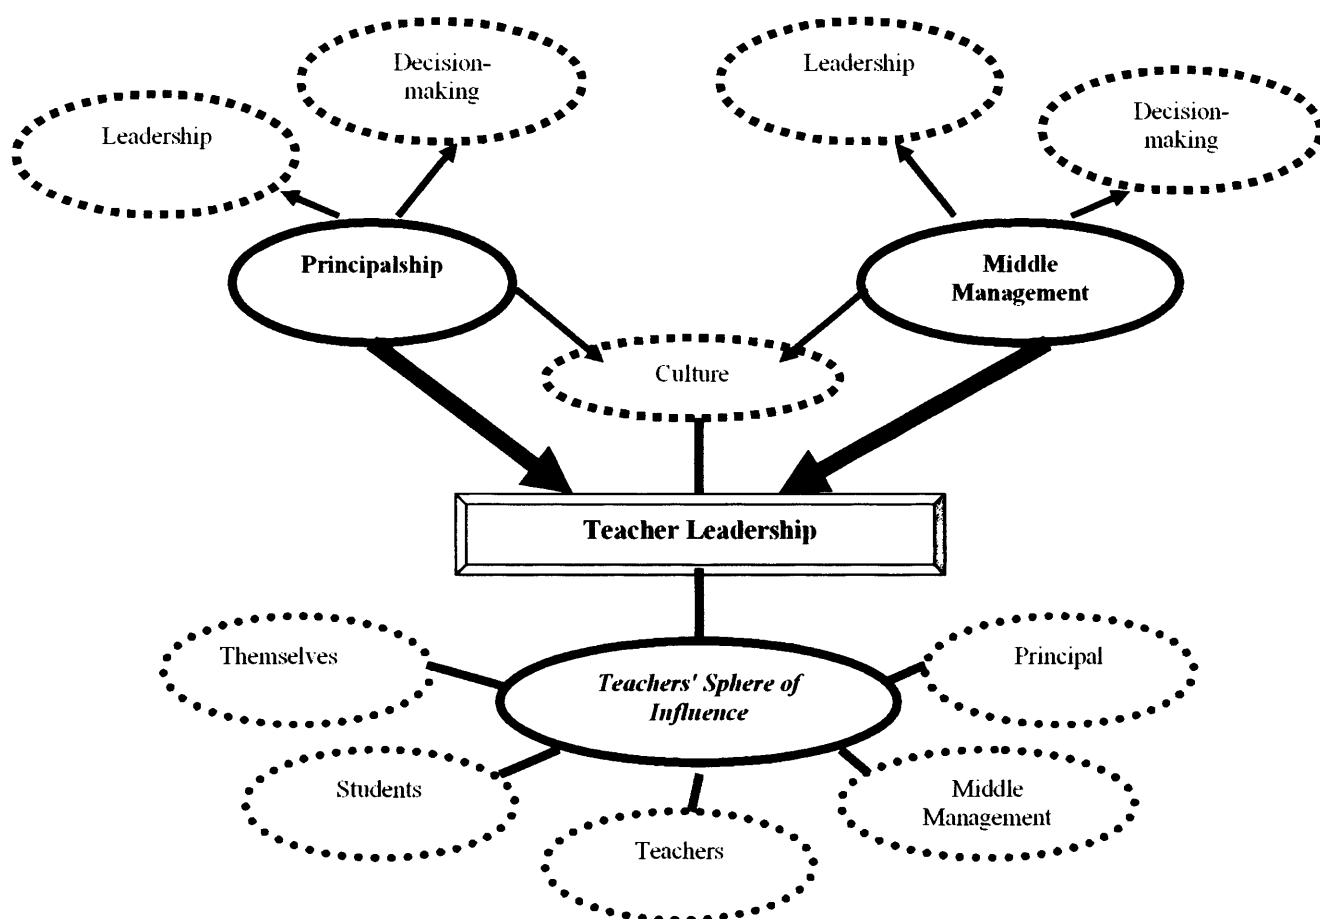 Decision-
making
Leadership
Leadership
Decision-
making
Principalship
Middle
Management
Culture
Teacher Leadership
Themselves
Teachers' Sphere of
Influence
Principal
Students
Middle
Management
Teachers